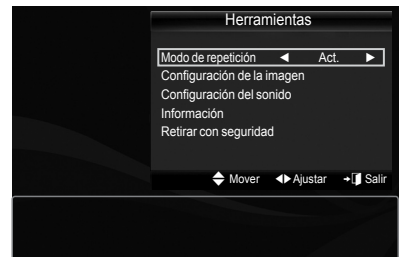 Herramientas
Modo de repetición ◄ Act. ►
Configuración de la imagen
Configuración del sonido
Información
Retirar con seguridad
Mover Ajustar Salir